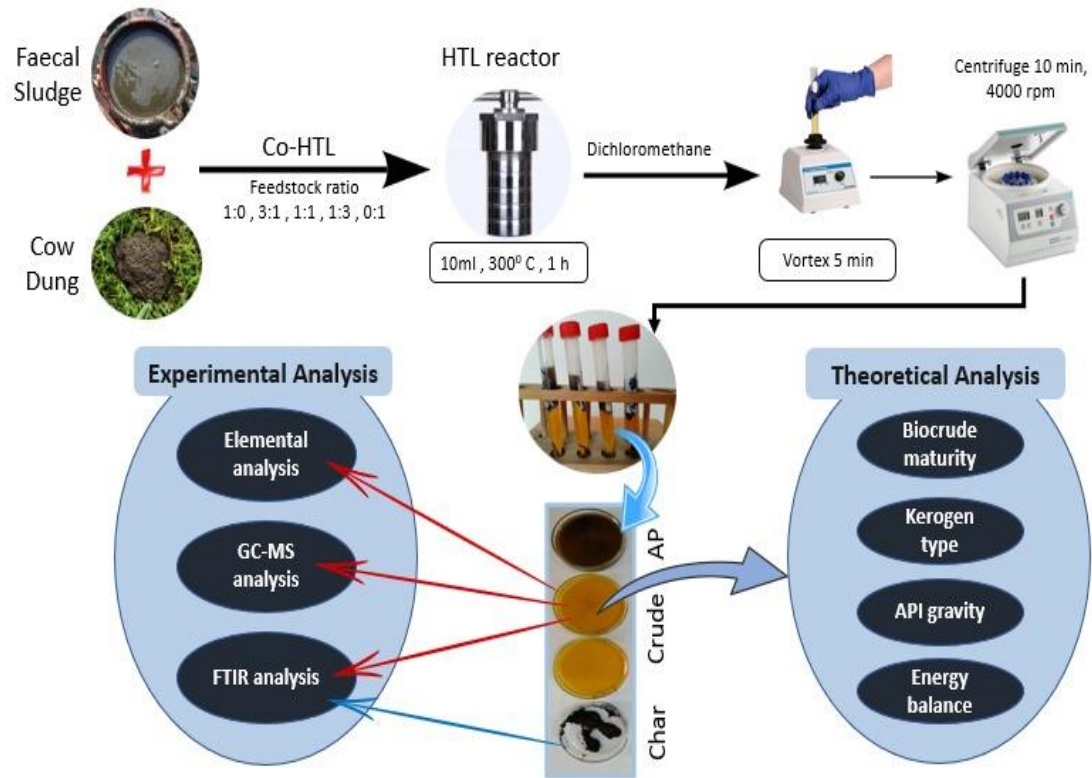 Faecal
Sludge
+
Cow
Dung
Co-HTL
Feedstock ratio
1:0 , 3:1 , 1:1 , 1:3 , 0:1
HTL reactor
10ml , 300⁰ C , 1 h
Dichloromethane
Vortex 5 min
Centrifuge 10 min,
4000 rpm
Experimental Analysis
Elemental
analysis
GC-MS
analysis
FTIR analysis
AP
Crude
Char
Theoretical Analysis
Biocrude
maturity
Kerogen
type
API gravity
Energy
balance